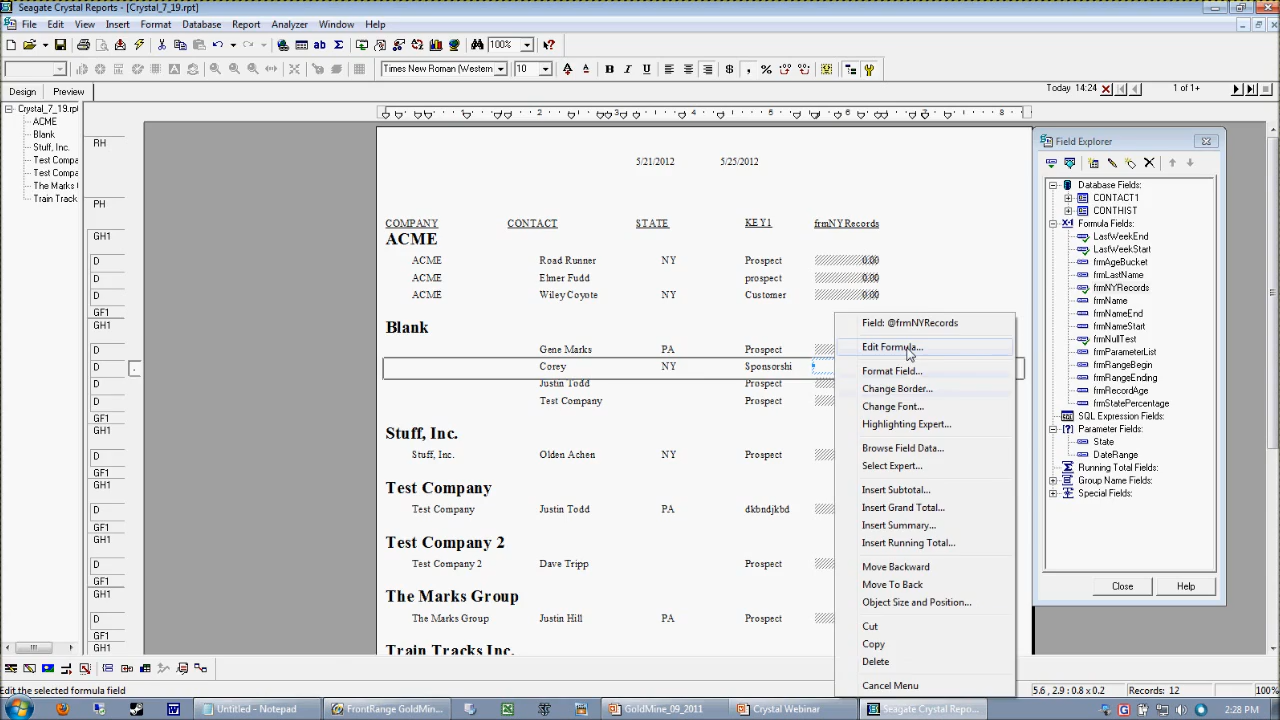 Seagate Crystal Reports - [Crystal_7_19.rpt]
File Edit View Insert Format Database Report Analyzer Window Help
100%
Times New Roman (Western 10 B I U $ , %
Design Preview
Today 14:24 1 of 1+
Crystal_7_19.rpt
ACME
Blank
Stuff, Inc.
Test Compa
Test Compa
The Marks
Train Track
RH
PH
GH1
D
D
D
GF1
GH1
D
D
D
D
GF1
GH1
D
GF1
GH1
D
GF1
GH1
D
GF1
GH1
D
GF1
GH1
1 2 3 4 5 6 7 8
5/21/2012 5/25/2012
COMPANY CONTACT STATE KEY1 frmNYRecords
ACME
ACME Road Runner NY Prospect 0.00
ACME Elmer Fudd prospect 0.00
ACME Wiley Coyote NY Customer 0.00
Blank
Gene Marks PA Prospect
Corey NY Sponsorshi
Justin Todd Prospect
Test Company Prospect
Stuff, Inc.
Stuff, Inc. Olden Achen NY Prospect
Test Company
Test Company Justin Todd PA dkbndjkbd
Test Company 2
Test Company 2 Dave Tripp Prospect
The Marks Group
The Marks Group Justin Hill PA Prospect
Train Tracks Inc.
Field: @frmNYRecords
Edit Formula...
Format Field...
Change Border...
Change Font...
Highlighting Expert...
Browse Field Data...
Select Expert...
Insert Subtotal...
Insert Grand Total...
Insert Summary...
Insert Running Total...
Move Backward
Move To Back
Object Size and Position...
Cut
Copy
Delete
Cancel Menu
Field Explorer
Database Fields:
CONTACT1
CONTHIST
Formula Fields:
LastWeekEnd
LastWeekStart
frmAgeBucket
frmLastName
frmNYRecords
frmName
frmNameEnd
frmNameStart
frmNullTest
frmParameterList
frmRangeBegin
frmRangeEnding
frmRecordAge
frmStatePercentage
SQL Expression Fields:
Parameter Fields:
State
DateRange
Running Total Fields:
Group Name Fields:
Special Fields:
Close Help
Edit the selected formula field
5.6 , 2.9 : 0.8 x 0.2 Records: 12 100%
Untitled - Notepad
FrontRange GoldMin...
GoldMine_09_2011
Crystal Webinar
Seagate Crystal Repo...
2:28 PM